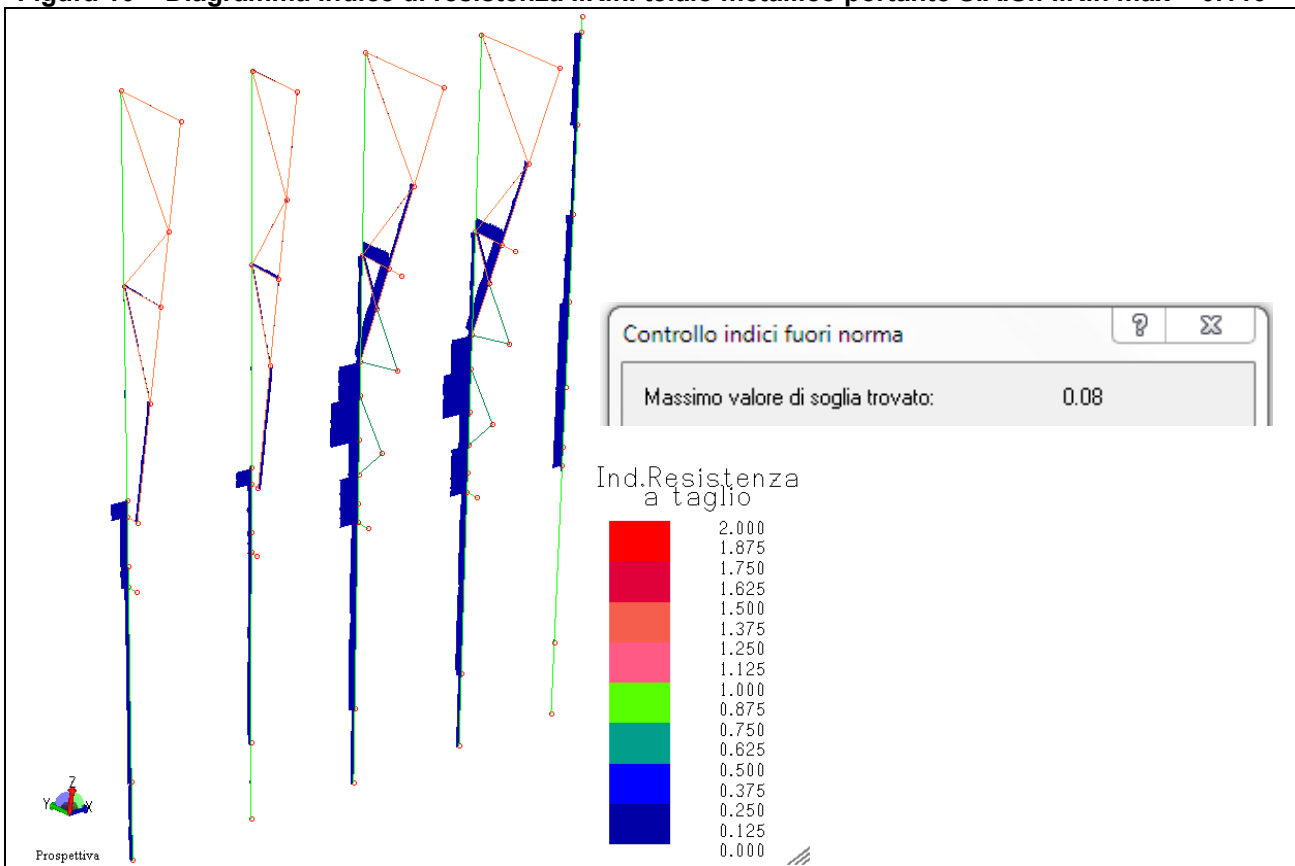 Controllo indici fuori norma
Massimo valore di soglia trovato: 0.08
Ind.Resistenza
a taglio
2.000
1.875
1.750
1.625
1.500
1.375
1.250
1.125
1.000
0.875
0.750
0.625
0.500
0.375
0.250
0.125
0.000
Z
Y X
Prospettiva